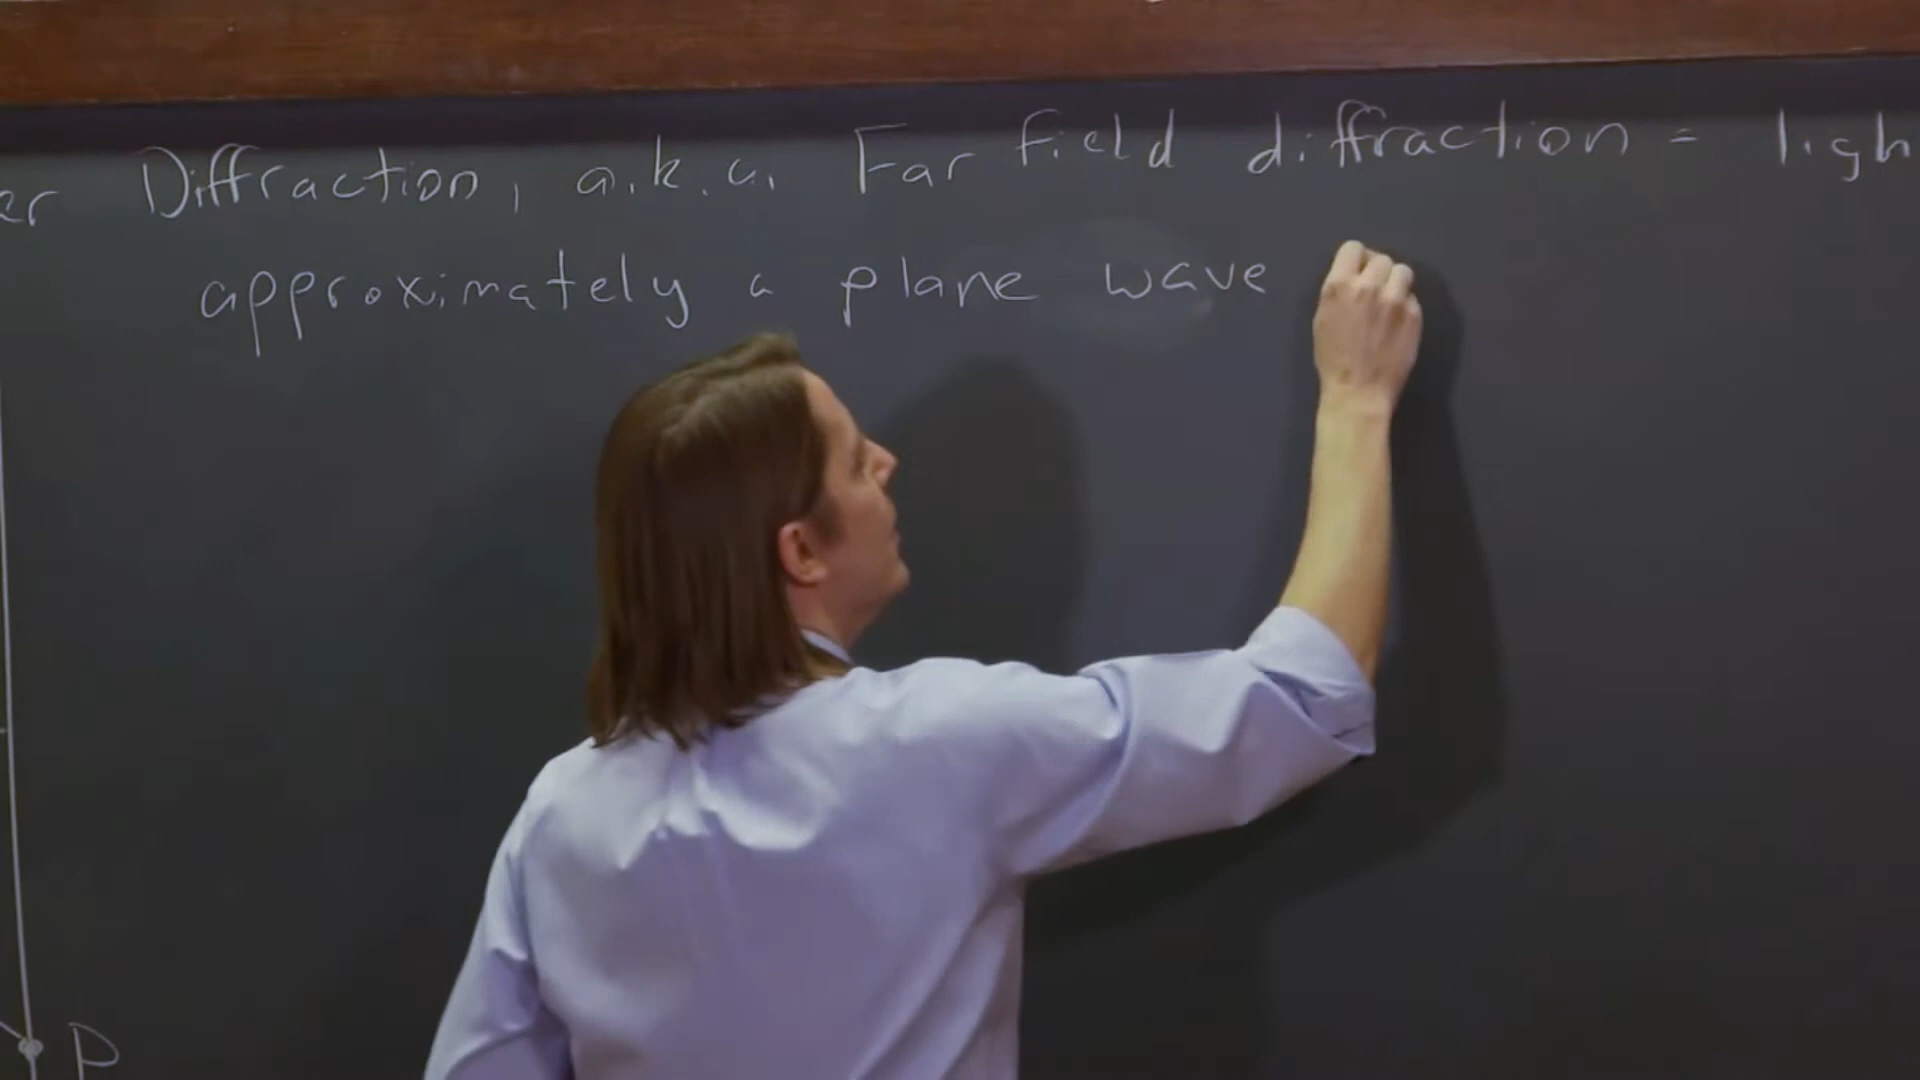 er Diffraction, a.k.a. Far field diffraction = ligh
approximately a plane wave
P